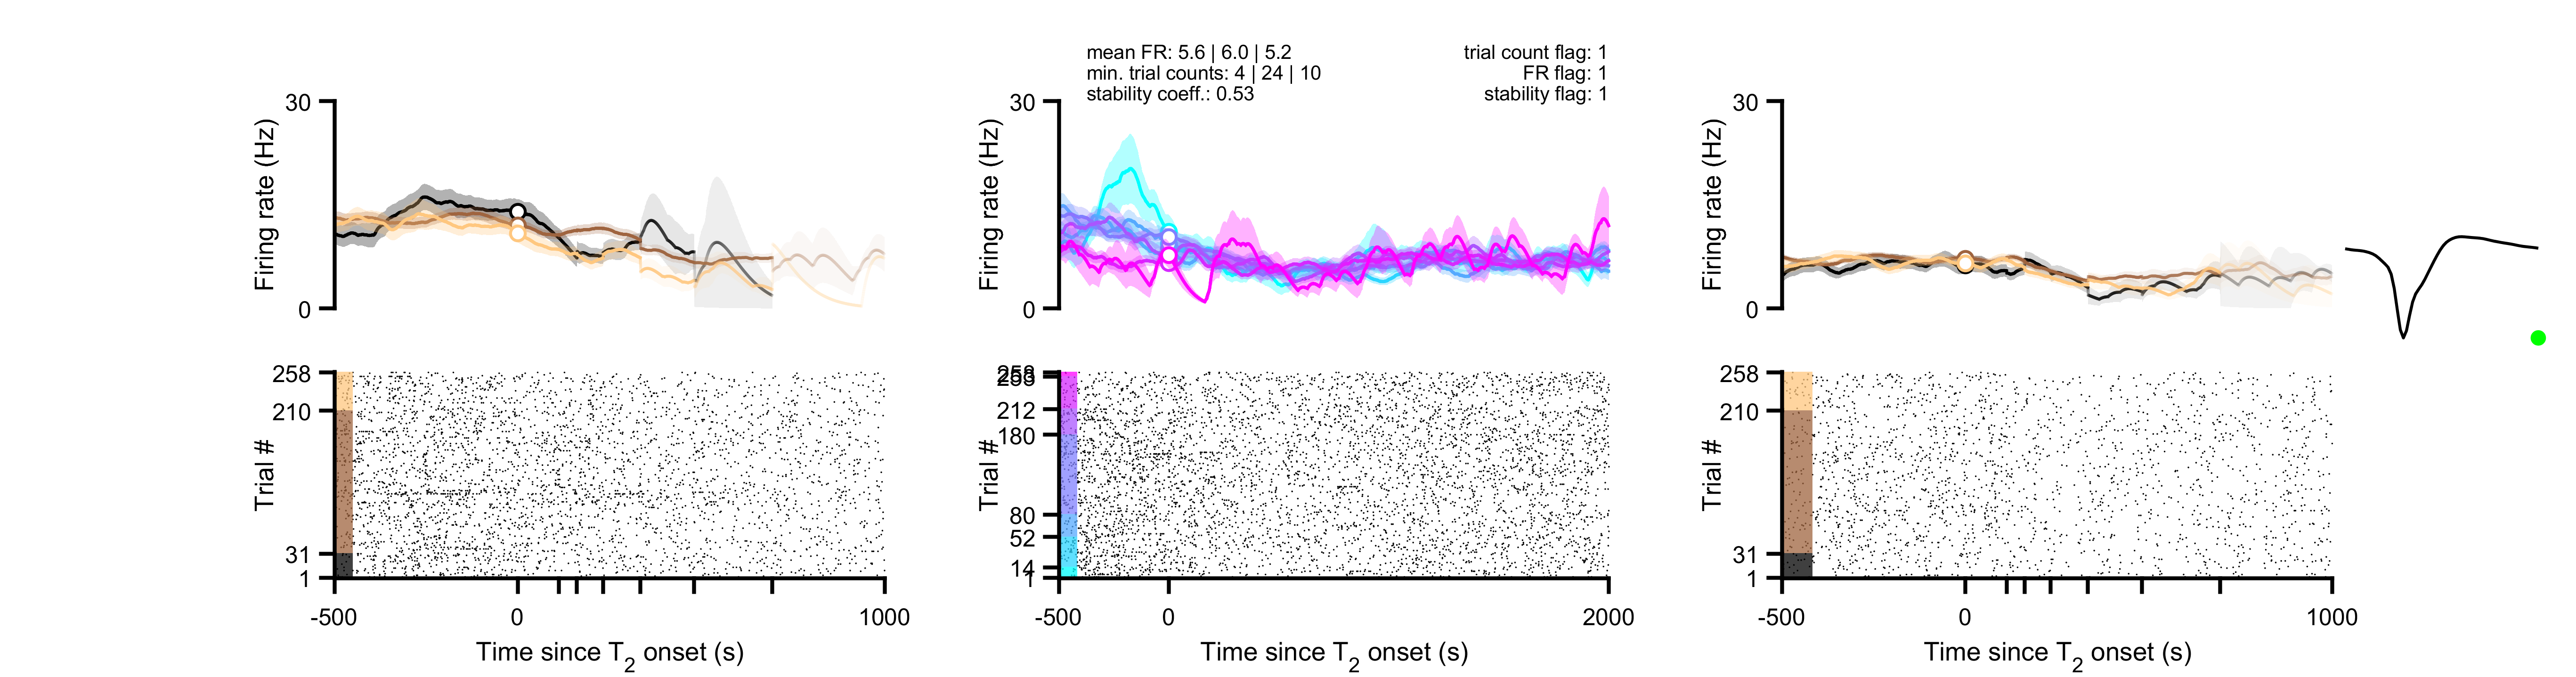 mean FR: 5.6 | 6.0 | 5.2
min. trial counts: 4 | 24 | 10
stability coeff.: 0.53
trial count flag: 1
FR flag: 1
stability flag: 1
30
Firing rate (Hz)
0
258
210
Trial #
31
1
-500
0
1000
Time since T2 onset (s)
30
Firing rate (Hz)
0
212
180
Trial #
80
52
14
1
-500
0
2000
Time since T2 onset (s)
30
Firing rate (Hz)
0
258
210
Trial #
31
1
-500
0
1000
Time since T2 onset (s)